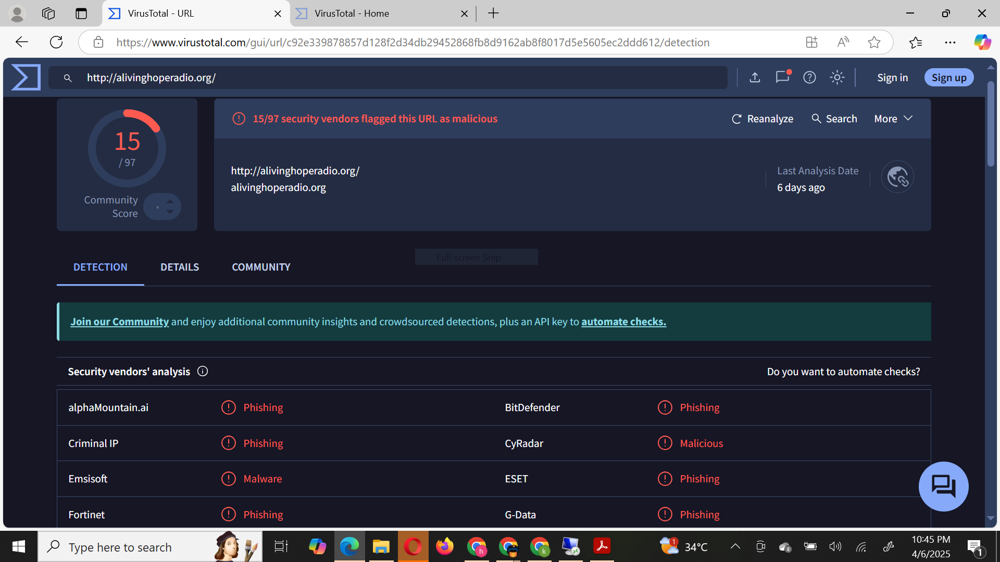 VirusTotal - URL
VirusTotal - Home
https://www.virustotal.com/gui/url/c92e339878857d128f2d34db29452868fb8d9162ab8f8017d5e5605ec2ddd612/detection
http://alivinghoperadio.org/
Sign in
Sign up
15
/ 97
Community
Score
15/97 security vendors flagged this URL as malicious
Reanalyze
Search
More
http://alivinghoperadio.org/
alivinghoperadio.org
Last Analysis Date
6 days ago
Full-screen Snip
DETECTION
DETAILS
COMMUNITY
Join our Community and enjoy additional community insights and crowdsourced detections, plus an API key to automate checks.
Security vendors' analysis
Do you want to automate checks?
alphaMountain.ai
Phishing
BitDefender
Phishing
Criminal IP
Phishing
CyRadar
Malicious
Emsisoft
Malware
ESET
Phishing
Fortinet
Phishing
G-Data
Phishing
Type here to search
h
k
1
34°C
10:45 PM
4/6/2025
1